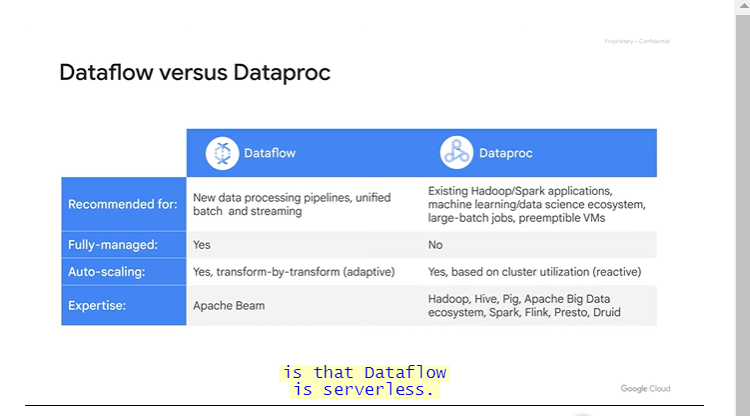 Proprietary + Confidential
Dataflow versus Dataproc
Dataflow
Dataproc
Recommended for:
New data processing pipelines, unified
batch and streaming
Existing Hadoop/Spark applications,
machine learning/data science ecosystem,
large-batch jobs, preemptible VMs
Fully-managed:
Yes
No
Auto-scaling:
Yes, transform-by-transform (adaptive)
Yes, based on cluster utilization (reactive)
Expertise:
Apache Beam
Hadoop, Hive, Pig, Apache Big Data
ecosystem, Spark, Flink, Presto, Druid
is that Dataflow
is serverless.
Google Cloud